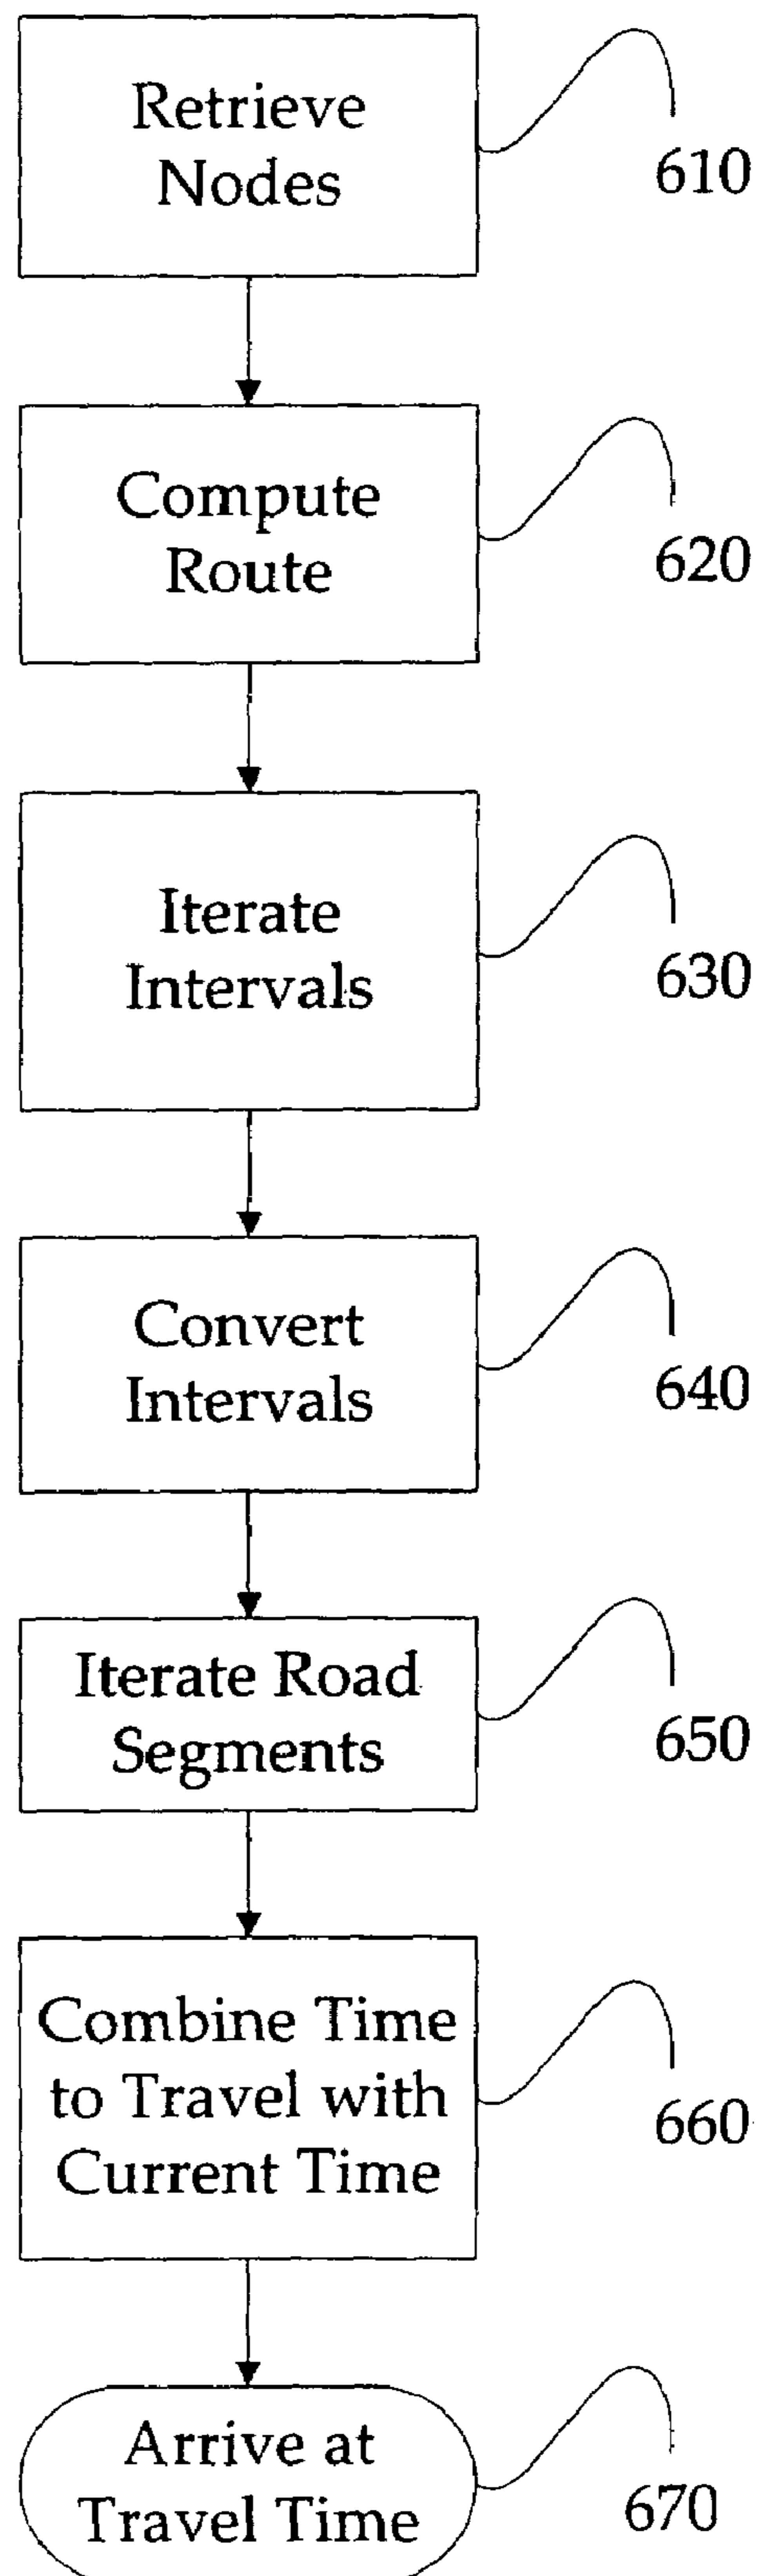 Retrieve
Nodes
610
Compute
Route
620
Iterate
Intervals
630
Convert
Intervals
640
Iterate Road
Segments
650
Combine Time
to Travel with
Current Time
660
Arrive at
Travel Time
670